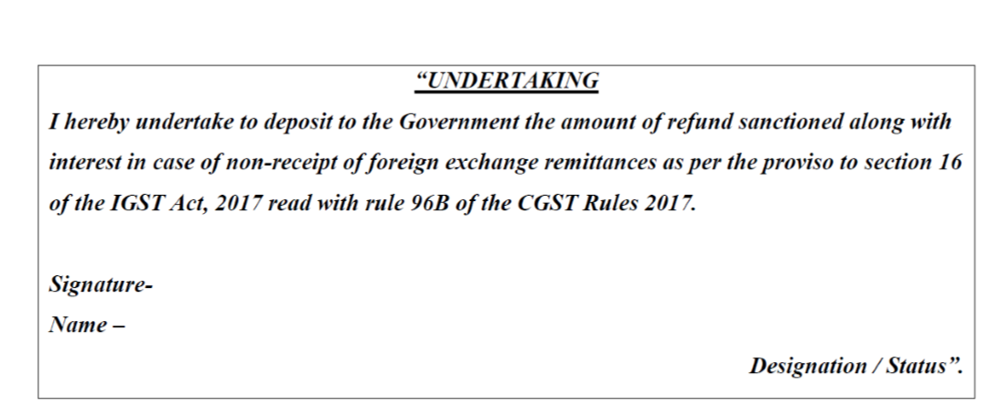 “UNDERTAKING
I hereby undertake to deposit to the Government the amount of refund sanctioned along with
interest in case of non-receipt of foreign exchange remittances as per the proviso to section 16
of the IGST Act, 2017 read with rule 96B of the CGST Rules 2017.
Signature-
Name –
Designation / Status”.